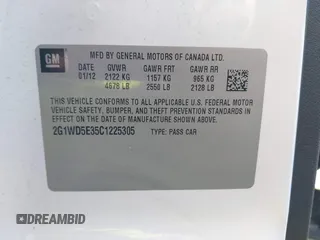 GM
MFD BY GENERAL MOTORS OF CANADA LTD.
DATE GVWR GAWR FRT GAWR RR
01/12 2122 KG 1157 KG 965 KG
4678 LB 2550 LB 2128 LB
THIS VEHICLE CONFORMS TO ALL APPLICABLE U.S. FEDERAL MOTOR
VEHICLE SAFETY, BUMPER, AND THEFT PREVENTION STANDARDS IN
EFFECT ON THE DATE OF MANUFACTURE SHOWN ABOVE.
2G1WD5E35C1225305 TYPE: PASS CAR
DREAMBID